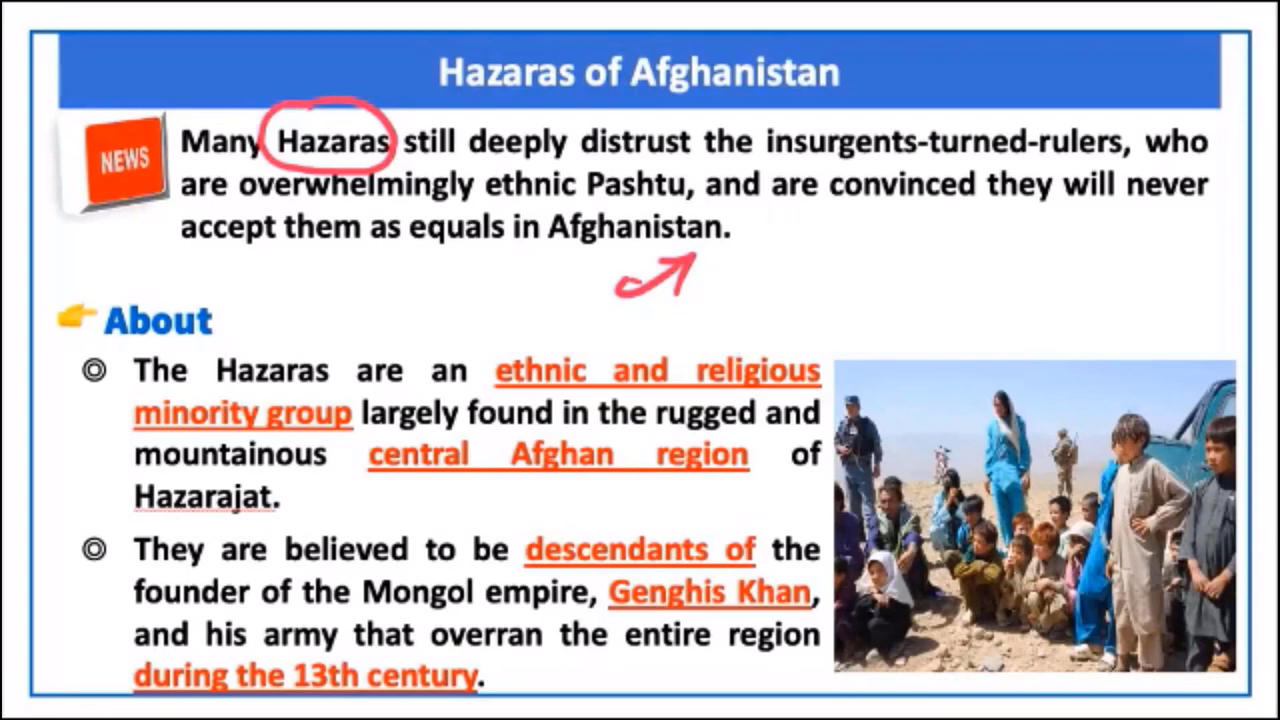 Hazaras of Afghanistan
NEWS
Many Hazaras still deeply distrust the insurgents-turned-rulers, who
are overwhelmingly ethnic Pashtu, and are convinced they will never
accept them as equals in Afghanistan.
About
The Hazaras are an ethnic and religious
minority group largely found in the rugged and
mountainous central Afghan region of
Hazarajat.
They are believed to be descendants of the
founder of the Mongol empire, Genghis Khan,
and his army that overran the entire region
during the 13th century.